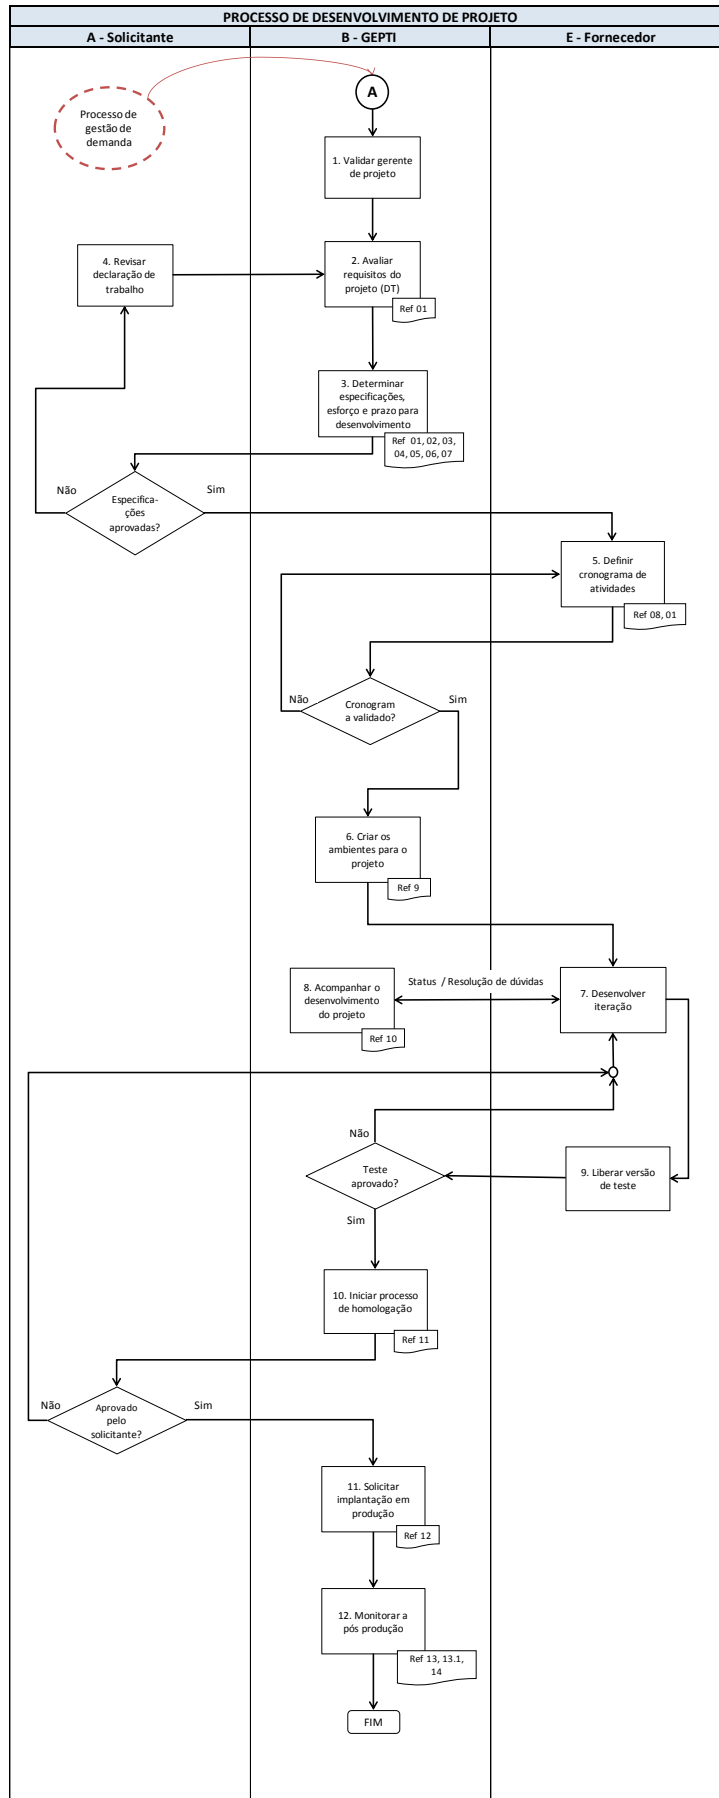 PROCESSO DE DESENVOLVIMENTO DE PROJETO
A - Solicitante
B - GEPTI
E - Fornecedor
Processo de
gestão de
demanda
A
1. Validar gerente
de projeto
4. Revisar
declaração de
trabalho
2. Avaliar
requisitos do
projeto (DT)
Ref 01
3. Determinar
especificações,
esforço e prazo para
desenvolvimento
Ref 01, 02, 03,
04, 05, 06, 07
Não
Especifica-
ções
aprovadas?
Sim
5. Definir
cronograma de
atividades
Ref 08, 01
Não
Cronogram
a validado?
Sim
6. Criar os
ambientes para o
projeto
Ref 9
8. Acompanhar o
desenvolvimento
do projeto
Ref 10
Status / Resolução de dúvidas
7. Desenvolver
iteração
Não
Teste
aprovado?
Sim
9. Liberar versão
de teste
10. Iniciar processo
de homologação
Ref 11
Não
Aprovado
pelo
solicitante?
Sim
11. Solicitar
implantação em
produção
Ref 12
12. Monitorar a
pós produção
Ref 13, 13.1,
14
FIM